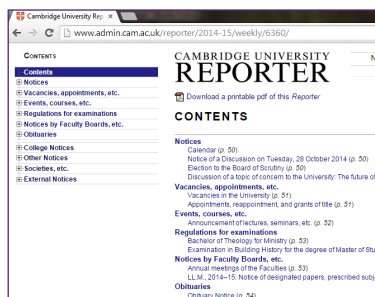 Cambridge University Rep
www.admin.cam.ac.uk/reporter/2014-15/weekly/6360/
CONTENTS
Contents
Notices
Vacancies, appointments, etc.
Events, courses, etc.
Regulations for examinations
Notices by Faculty Boards, etc.
Obituaries
College Notices
Other Notices
Societies, etc.
External Notices
CAMBRIDGE UNIVERSITY
REPORTER
N
Download a printable pdf of this Reporter
CONTENTS
Notices
Calendar (p. 50)
Notice of a Discussion on Tuesday, 28 October 2014 (p. 50)
Election to the Board of Scrutiny (p. 50)
Discussion of a topic of concern to the University: The future of
Vacancies, appointments, etc.
Vacancies in the University (p. 51)
Appointments, reappointment, and grants of title (p. 51)
Events, courses, etc.
Announcement of lectures, seminars, etc. (p. 52)
Regulations for examinations
Bachelor of Theology for Ministry (p. 53)
Examination in Building History for the degree of Master of Stu
Notices by Faculty Boards, etc.
Annual meetings of the Faculties (p. 53)
LL.M., 2014–15: Notice of designated papers, prescribed subj
Obituaries
Obituary Notice (p. 54)